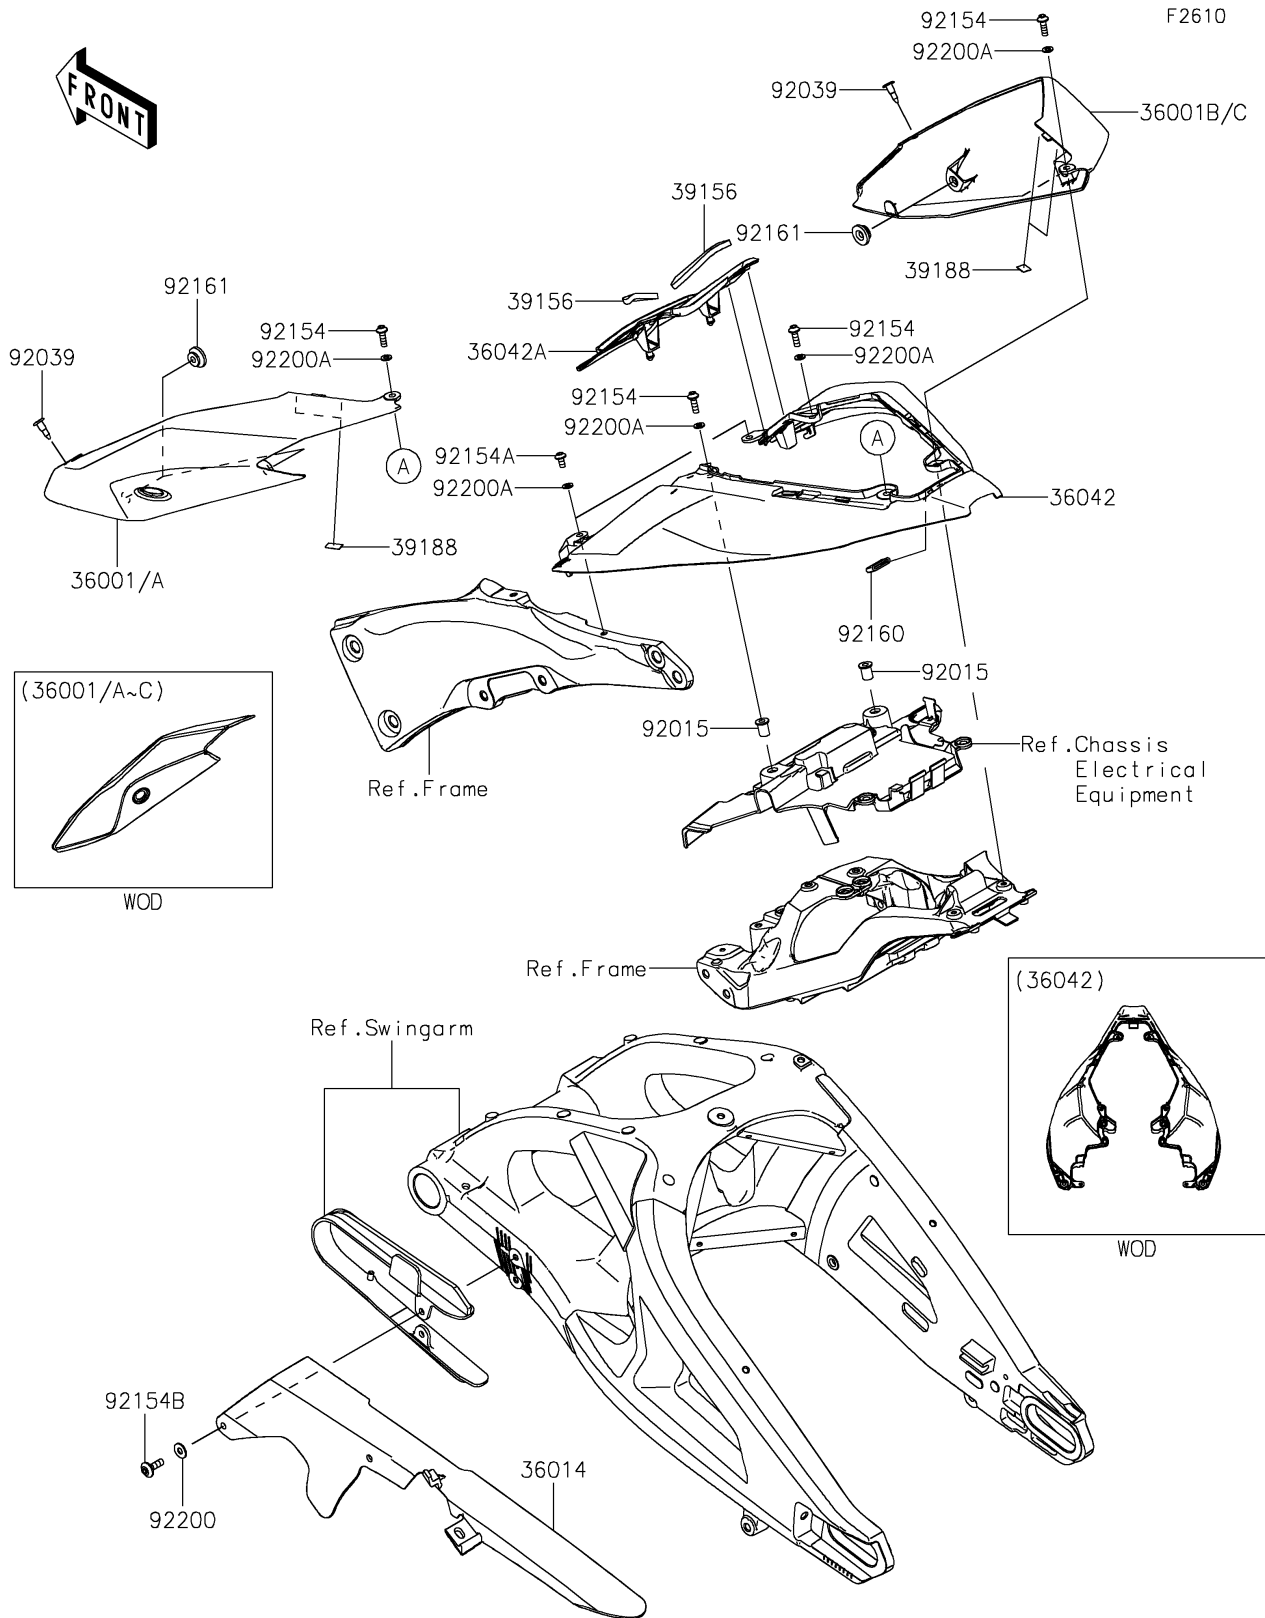 F2610
92154
92200A
92039
36001B/C
FRONT
39156
92161
39188
92161
39156
92154
92200A
92154
92200A
36042A
92039
92154
92200A
A
A
92154A
92200A
36042
39188
36001/A
92160
92015
(36001/A~C)
92015
Ref.Chassis
Electrical
Equipment
Ref.Frame
WOD
Ref.Frame
(36042)
Ref.Swingarm
WOD
92154B
36014
92200